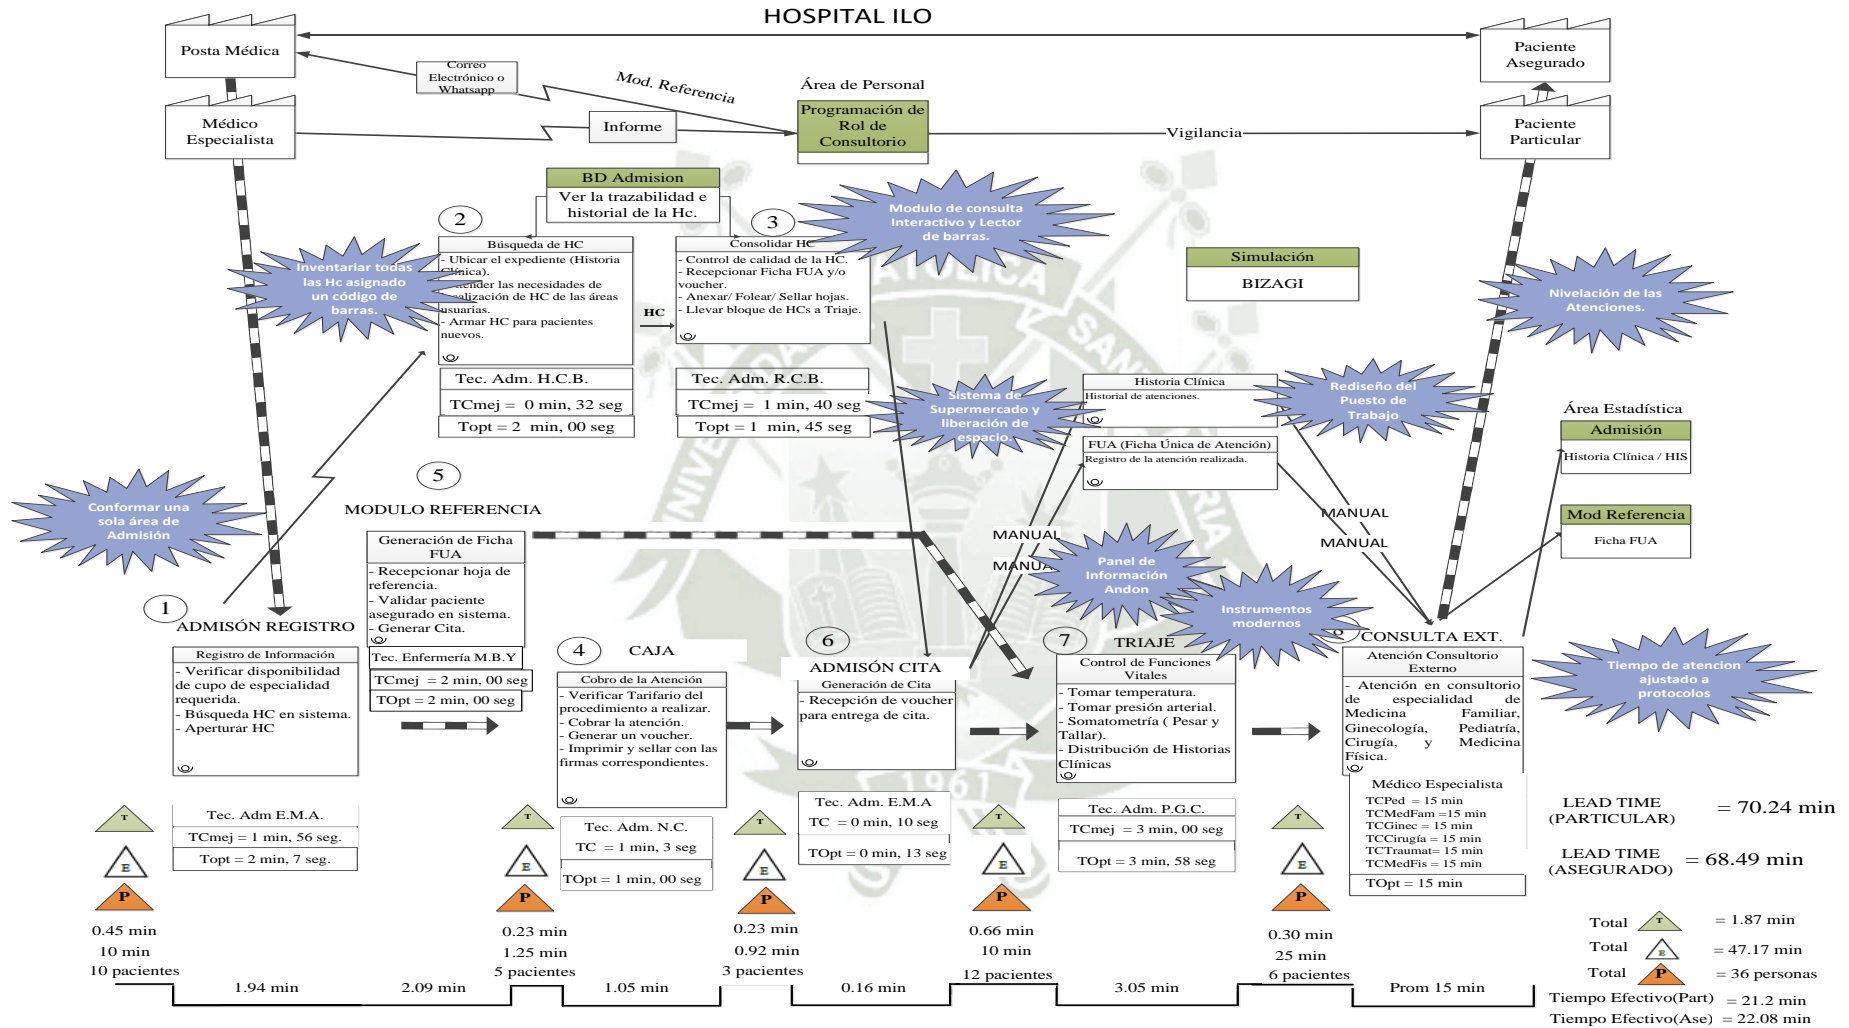 HOSPITAL ILO
Posta Médica
Médico
Especialista
Correo
Electrónico o
Whatsapp
Mod. Referencia
Informe
Área de Personal
Programación de
Rol de
Consultorio
Vigilancia
Paciente
Asegurado
Paciente
Particular
BD Admision
Ver la trazabilidad e
historial de la Hc.
2
Búsqueda de HC
- Ubicar el expediente (Historia
Clínica).
usuarias.
- Armar HC para pacientes
nuevos.
Tec. Adm. H.C.B.
TCmej = 0 min, 32 seg
Topt = 2 min, 00 seg
HC
3
Consolidar HC
- Control de calidad de la HC.
- Recepcionar Ficha FUA y/o
voucher.
- Anexar/ Folear/ Sellar hojas.
- Llevar bloque de HCs a Triaje.
Tec. Adm. R.C.B.
TCmej = 1 min, 40 seg
Topt = 1 min, 45 seg
Inventariar todas
las Hc asignado
un código de
barras.
Modulo de consulta
Interactivo y Lector
de barras.
Simulación
BIZAGI
Nivelación de las
Atenciones.
Sistema de
Supermercado y
liberación de
espacio.
Historia Clínica
Historial de atenciones.
FUA (Ficha Única de Atención)
Registro de la atención realizada.
Rediseño del
Puesto de
Trabajo
Área Estadística
Admisión
Historia Clínica / HIS
Mod Referencia
Ficha FUA
MANUAL
MANUAL
MANUAL
MANUAL
Conformar una
sola área de
Admisión
Panel de
Información
Andon
Instrumentos
modernos
Tiempo de atencion
ajustado a
protocolos
1
ADMISÓN REGISTRO
Registro de Información
- Verificar disponibilidad
de cupo de especialidad
requerida.
- Búsqueda HC en sistema.
- Aperturar HC
Tec. Adm E.M.A.
TCmej = 1 min, 56 seg.
Topt = 2 min, 7 seg.
5
MODULO REFERENCIA
Generación de Ficha
FUA
- Recepcionar hoja de
referencia.
- Validar paciente
asegurado en sistema.
- Generar Cita.
Tec. Enfermería M.B.Y
TCmej = 2 min, 00 seg
TOpt = 2 min, 00 seg
4
CAJA
Cobro de la Atención
- Verificar Tarifario del
procedimiento a realizar.
- Cobrar la atención.
- Generar un voucher.
- Imprimir y sellar con las
firmas correspondientes.
Tec. Adm. N.C.
TC = 1 min, 3 seg
TOpt = 1 min, 00 seg
6
ADMISÓN CITA
Generación de Cita
- Recepción de voucher
para entrega de cita.
Tec. Adm. E.M.A
TC = 0 min, 10 seg
TOpt = 0 min, 13 seg
7
TRIAJE
Control de Funciones
Vitales
- Tomar temperatura.
- Tomar presión arterial.
- Somatometría ( Pesar y
Tallar).
- Distribución de Historias
Clínicas
Tec. Adm. P.G.C.
TCmej = 3 min, 00 seg
TOpt = 3 min, 58 seg
CONSULTA EXT.
Atención Consultorio
Externo
- Atención en consultorio
de especialidad de
Medicina Familiar,
Ginecología, Pediatría,
Cirugía, y Medicina
Física.
Médico Especialista
TCPed = 15 min
TCMedFam =15 min
TCGinec = 15 min
TCCirugía = 15 min
TCTraumat= 15 min
TCMedFis = 15 min
TOpt = 15 min
T
E
P
0.45 min
10 min
10 pacientes
T
E
P
0.23 min
1.25 min
5 pacientes
T
E
P
0.23 min
0.92 min
3 pacientes
T
E
P
0.66 min
10 min
12 pacientes
T
E
P
0.30 min
25 min
6 pacientes
1.94 min
2.09 min
1.05 min
0.16 min
3.05 min
Prom 15 min
LEAD TIME
(PARTICULAR)
= 70.24 min
LEAD TIME
(ASEGURADO)
= 68.49 min
Total T = 1.87 min
Total E = 47.17 min
Total P = 36 personas
Tiempo Efectivo(Part) = 21.2 min
Tiempo Efectivo(Ase) = 22.08 min
1961